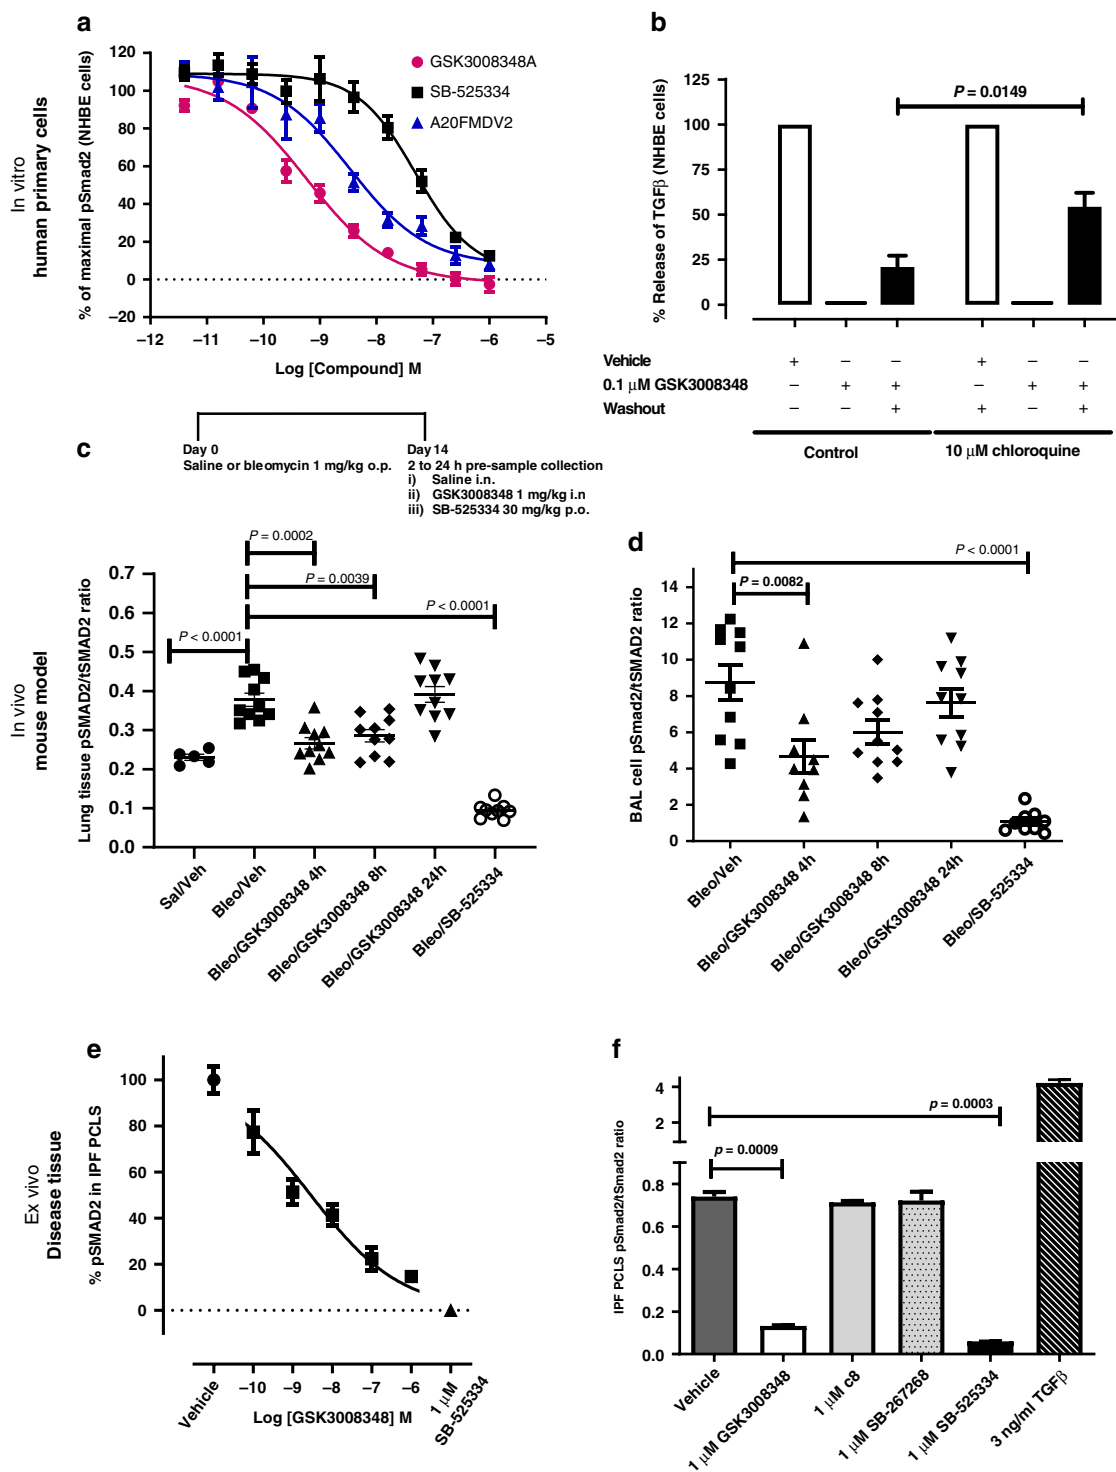 a
In vitro
human primary cells
% of maximal pSmad2 (NHBE cells)
120
100
80
60
40
20
0
−20
−12
−11
−10
−9
−8
−7
−6
−5
Log [Compound] M
GSK3008348A
SB-525334
A20FMDV2
b
% Release of TGFβ (NHBE cells)
125
100
75
50
25
0
P = 0.0149
Vehicle + − − + − −
0.1 μM GSK3008348 − + + − + +
Washout − − + + − +
Control
10 μM chloroquine
Day 0
Saline or bleomycin 1 mg/kg o.p.
Day 14
2 to 24 h pre-sample collection
i) Saline i.n.
ii) GSK3008348 1 mg/kg i.n
iii) SB-525334 30 mg/kg p.o.
c
In vivo
mouse model
Lung tissue pSMAD2/tSMAD2 ratio
0.7
0.6
0.5
0.4
0.3
0.2
0.1
0.0
P = 0.0002
P = 0.0039
P < 0.0001
P < 0.0001
Sal/Veh
Bleo/Veh
Bleo/GSK3008348 4h
Bleo/GSK3008348 8h
Bleo/GSK3008348 24h
Bleo/SB-525334
d
BAL cell pSmad2/tSMAD2 ratio
14
12
10
8
6
4
2
0
P < 0.0001
P = 0.0082
Bleo/Veh
Bleo/GSK3008348 4h
Bleo/GSK3008348 8h
Bleo/GSK3008348 24h
Bleo/SB-525334
e
Ex vivo
Disease tissue
% pSMAD2 in IPF PCLS
100
80
60
40
20
0
Vehicle
−10
−9
−8
−7
−6
1 μM
SB-525334
Log [GSK3008348] M
f
IPF PCLS pSmad2/tSmad2 ratio
4
2
0.8
0.6
0.4
0.2
0.0
p = 0.0003
p = 0.0009
Vehicle
1 μM GSK3008348
1 μM c8
1 μM SB-267268
1 μM SB-525334
3 ng/ml TGFβ